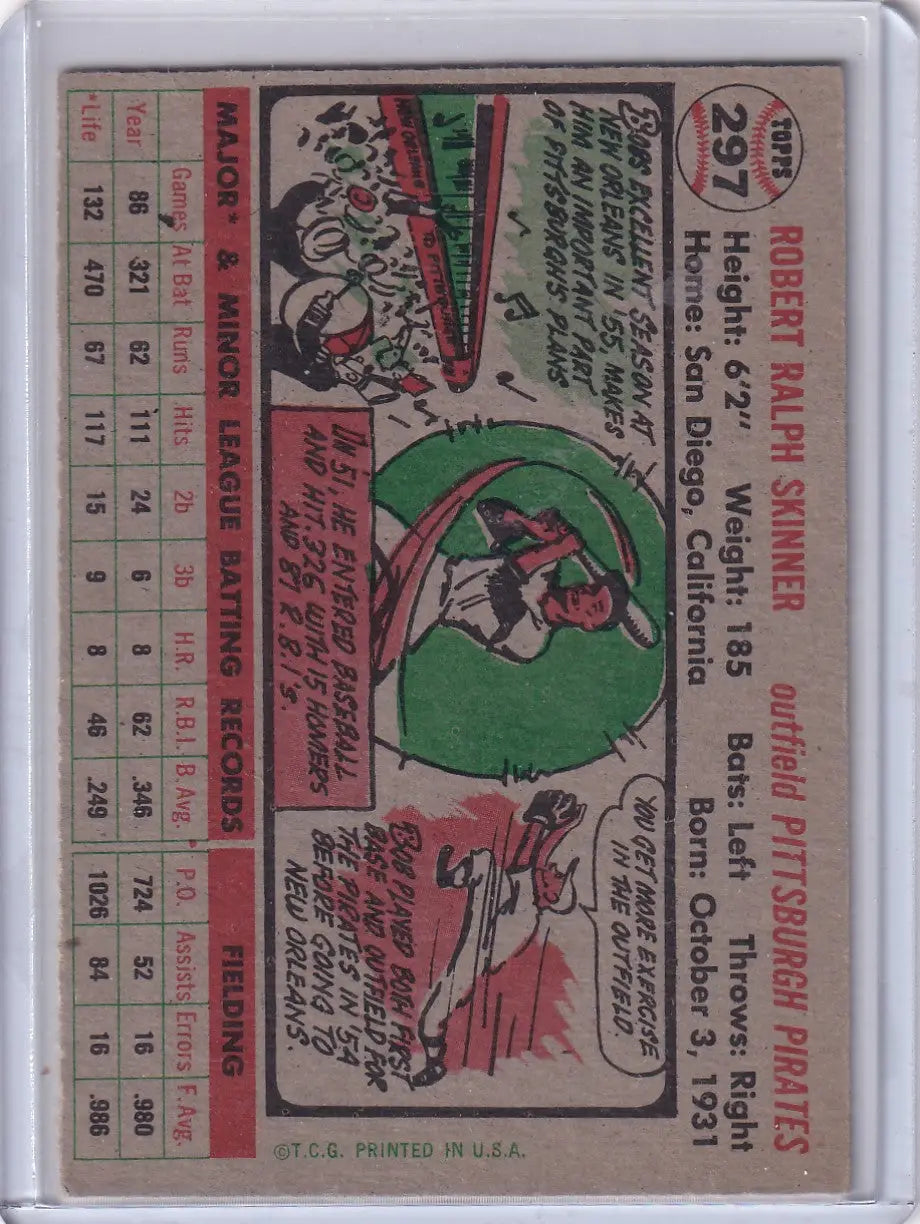 TOPPS
297
ROBERT RALPH SKINNER outfield PITTSBURGH PIRATES
Height: 6'2" Weight: 185 Bats: Left Throws: Right
Home: San Diego, California Born: October 3, 1931
BOB'S EXCELLENT SEASON AT
NEW ORLEANS IN '55 MAKES
HIM AN IMPORTANT PART
OF PITTSBURGH'S PLANS
NEW ORLEANS
IN '51, HE ENTERED BASEBALL
AND HIT .326 WITH 15 HOMERS
AND 87 R.B.I's.
YOU GET MORE EXERCISE
IN THE OUTFIELD.
BOB PLAYED BOTH FIRST
BASE AND OUTFIELD FOR
THE PIRATES IN '54
BEFORE GOING TO
NEW ORLEANS.
MAJOR* & MINOR LEAGUE BATTING RECORDS FIELDING
Games At Bat Runs Hits 2b 3b H.R. R.B.I. B. Avg. P.O. Assists Errors F. Avg.
Year 86 321 62 111 24 6 8 62 .346 724 52 16 .980
*Life 132 470 67 117 15 9 8 46 .249 1026 84 16 .986
©T.C.G. PRINTED IN U.S.A.